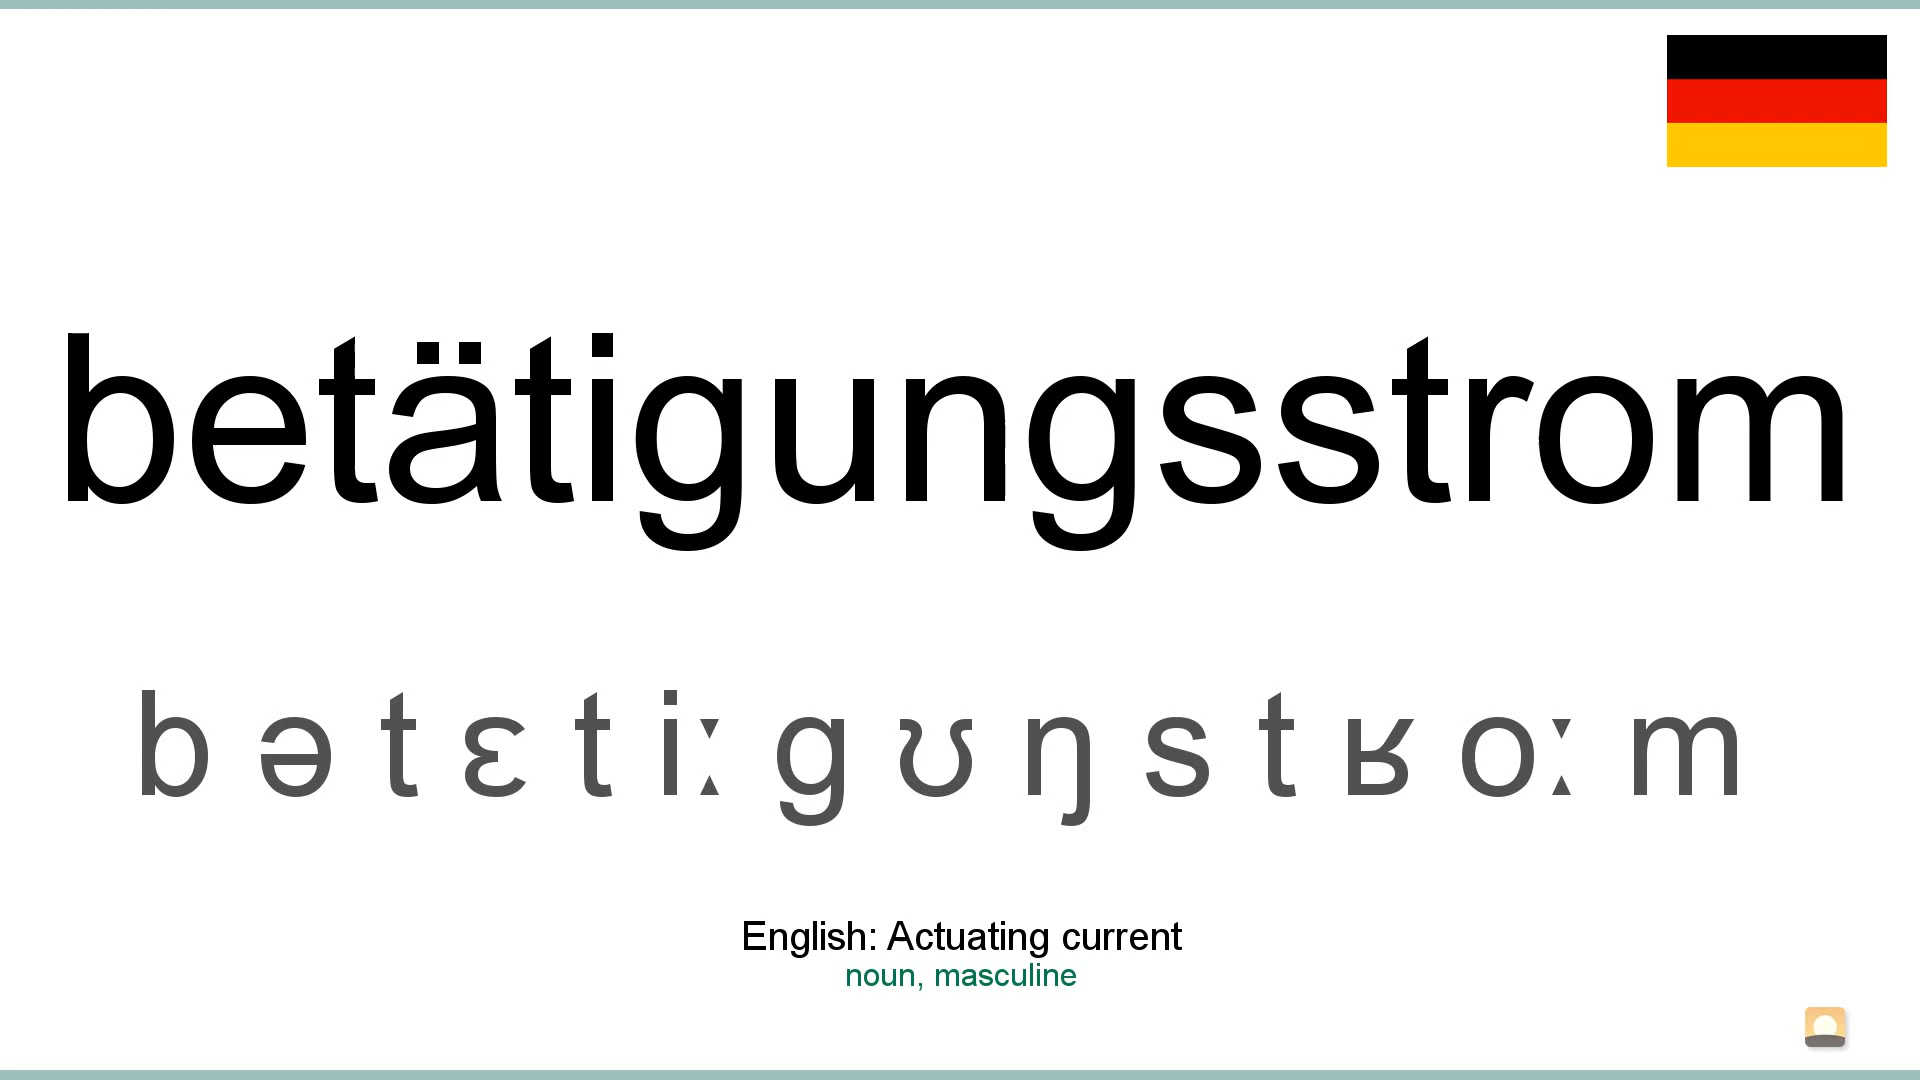 betätigungsstrom
b ə t ɛ t iː g ʊ ŋ s t ʁ oː m
English: Actuating current
noun, masculine